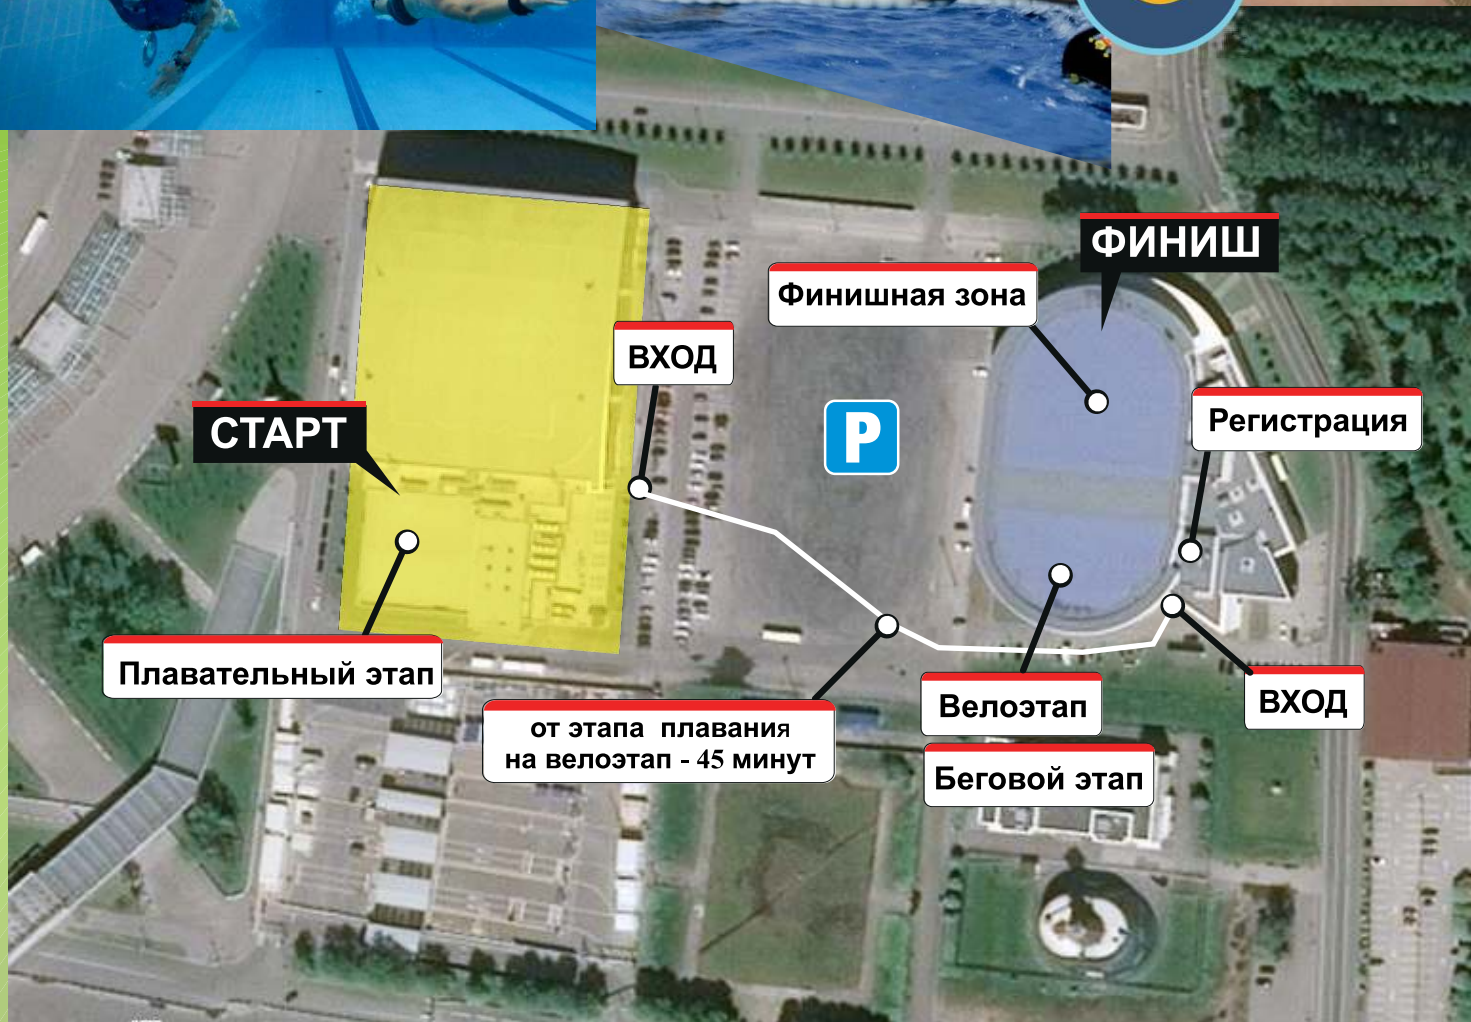 ФИНИШ
Финишная зона
ВХОД
P
СТАРТ
Регистрация
Плавательный этап
от этапа плавания
на велоэтап - 45 минут
Велоэтап
Беговой этап
ВХОД